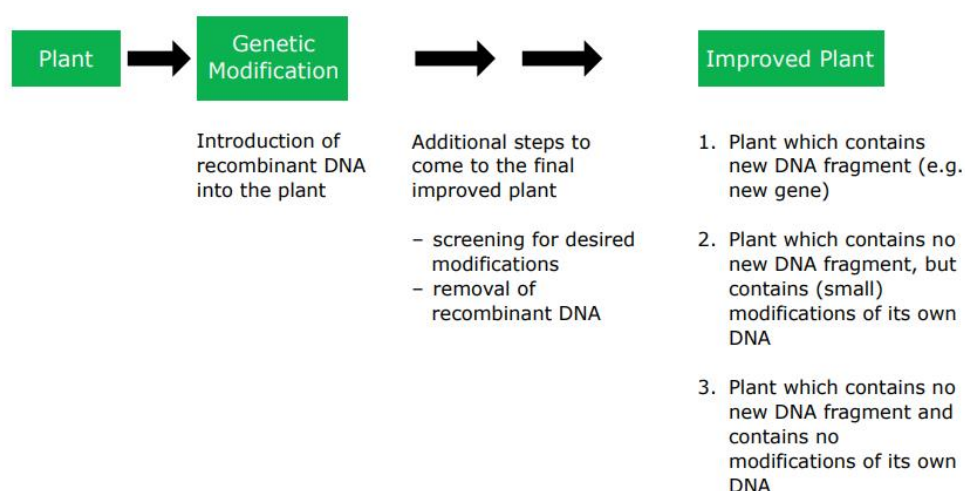 Plant
Genetic
Modification
Improved Plant
Introduction of
recombinant DNA
into the plant
Additional steps to
come to the final
improved plant
– screening for desired
modifications
– removal of
recombinant DNA
1. Plant which contains
new DNA fragment (e.g.
new gene)
2. Plant which contains no
new DNA fragment, but
contains (small)
modifications of its own
DNA
3. Plant which contains no
new DNA fragment and
contains no
modifications of its own
DNA